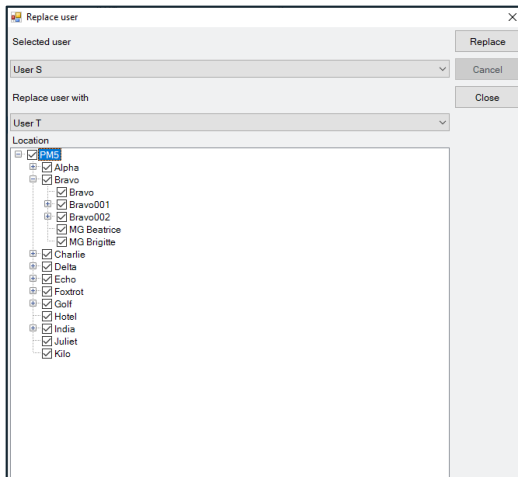 Replace user
Selected user
Replace
User S
Cancel
Replace user with
Close
User T
Location
PM5
Alpha
Bravo
Bravo
Bravo001
Bravo002
MG Beatrice
MG Brigitte
Charlie
Delta
Echo
Foxtrot
Golf
Hotel
India
Juliet
Kilo